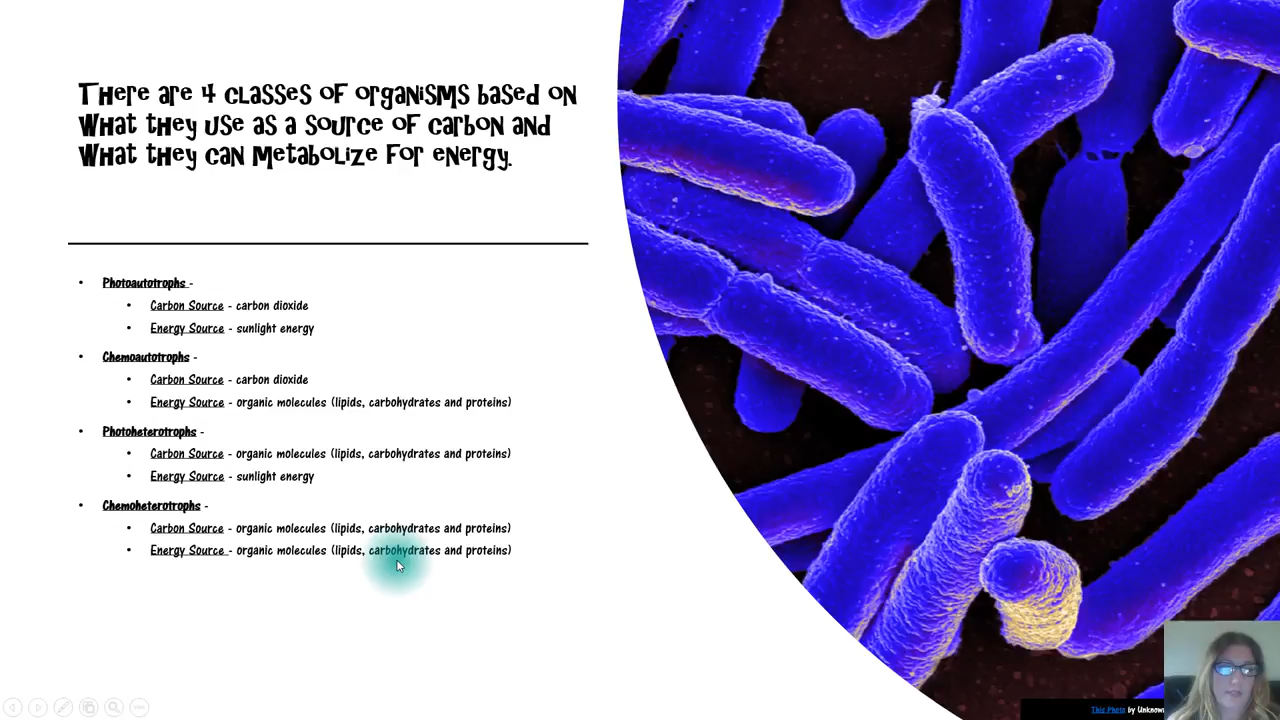 There are 4 classes of organisms based on
what they use as a source of carbon and
what they can metabolize for energy.
• Photoautotrophs -
• Carbon Source - carbon dioxide
• Energy Source - sunlight energy
• Chemoautotrophs -
• Carbon Source - carbon dioxide
• Energy Source - organic molecules (lipids, carbohydrates and proteins)
• Photoheterotrophs -
• Carbon Source - organic molecules (lipids, carbohydrates and proteins)
• Energy Source - sunlight energy
• Chemoheterotrophs -
• Carbon Source - organic molecules (lipids, carbohydrates and proteins)
• Energy Source - organic molecules (lipids, carbohydrates and proteins)
This Photo by Unknown